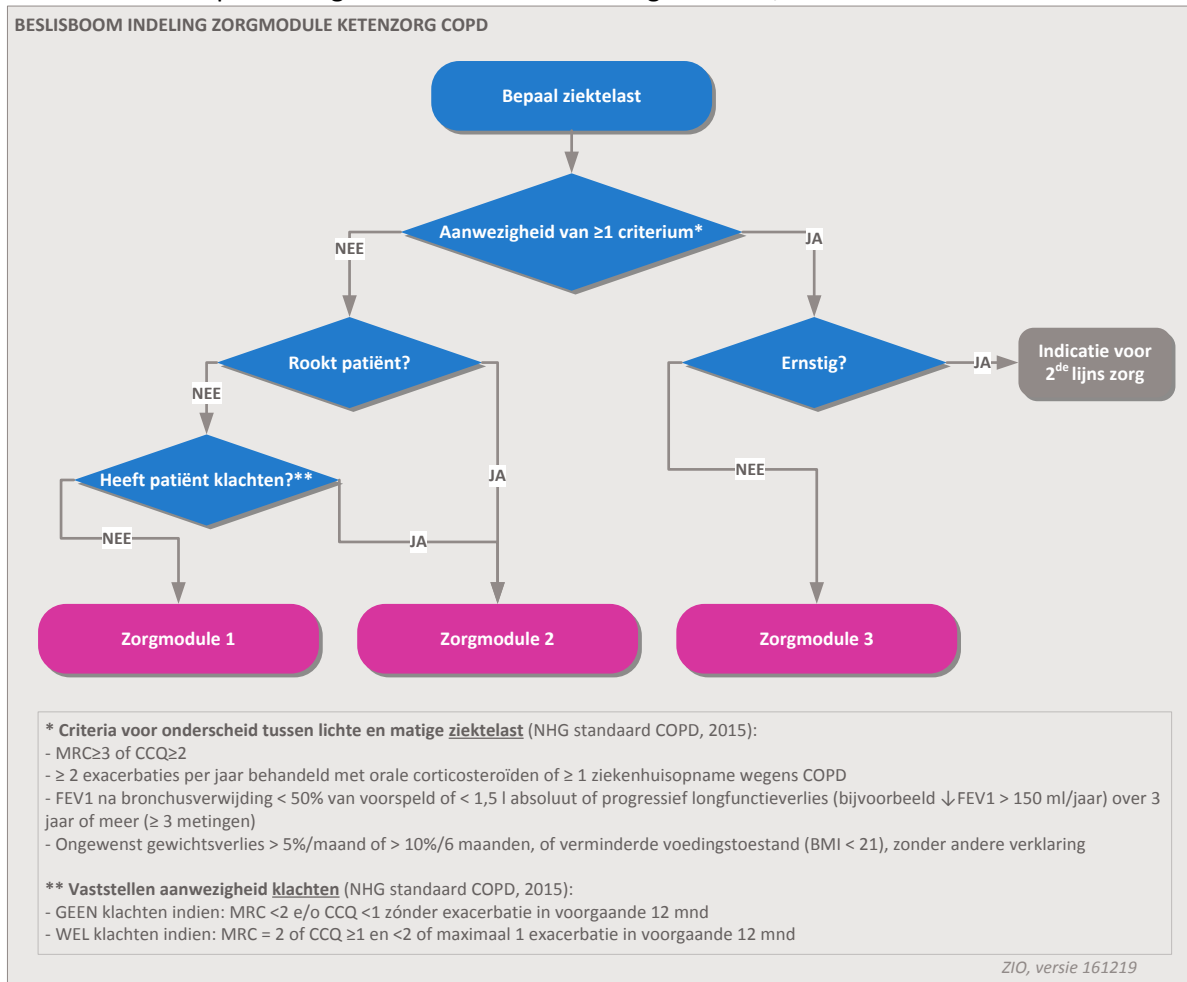 BESLISBOOM INDELING ZORGMODULE KETENZORG COPD
Bepaal ziektelast
Aanwezigheid van ≥1 criterium*
NEE
JA
Rookt patiënt?
Ernstig?
JA
Indicatie voor
2de lijns zorg
NEE
Heeft patiënt klachten?**
JA
NEE
NEE
JA
Zorgmodule 1
Zorgmodule 2
Zorgmodule 3
* Criteria voor onderscheid tussen lichte en matige ziektelast (NHG standaard COPD, 2015):
- MRC≥3 of CCQ≥2
- ≥ 2 exacerbaties per jaar behandeld met orale corticosteroïden of ≥ 1 ziekenhuisopname wegens COPD
- FEV1 na bronchusverwijding < 50% van voorspeld of < 1,5 l absoluut of progressief longfunctieverlies (bijvoorbeeld ↓FEV1 > 150 ml/jaar) over 3
jaar of meer (≥ 3 metingen)
- Ongewenst gewichtsverlies > 5%/maand of > 10%/6 maanden, of verminderde voedingstoestand (BMI < 21), zonder andere verklaring
** Vaststellen aanwezigheid klachten (NHG standaard COPD, 2015):
- GEEN klachten indien: MRC <2 e/o CCQ <1 zónder exacerbatie in voorgaande 12 mnd
- WEL klachten indien: MRC = 2 of CCQ ≥1 en <2 of maximaal 1 exacerbatie in voorgaande 12 mnd
ZIO, versie 161219